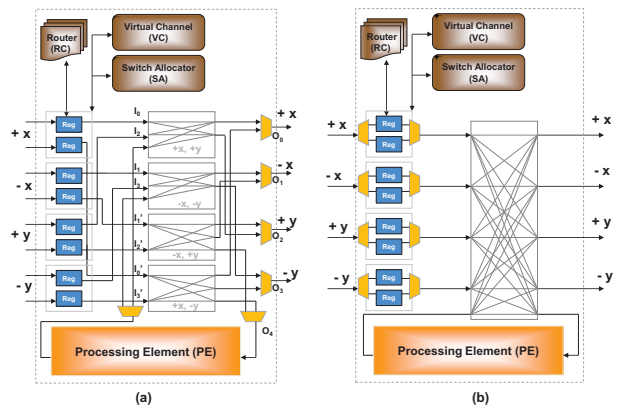 Router
(RC)
Virtual Channel
(VC)
Switch Allocator
(SA)
+ x
Reg
Reg
I0
I2
+x, +y
+ x
O0
- x
Reg
Reg
I1
I3
-x, -y
- x
O1
+ y
Reg
Reg
I1'
I2'
-x, +y
+ y
O2
- y
Reg
Reg
I0'
I3'
+x, -y
- y
O3
O4
Processing Element (PE)
(a)
Router
(RC)
Virtual Channel
(VC)
Switch Allocator
(SA)
+ x
Reg
Reg
+ x
- x
Reg
Reg
- x
+ y
Reg
Reg
+ y
- y
Reg
Reg
- y
Processing Element (PE)
(b)